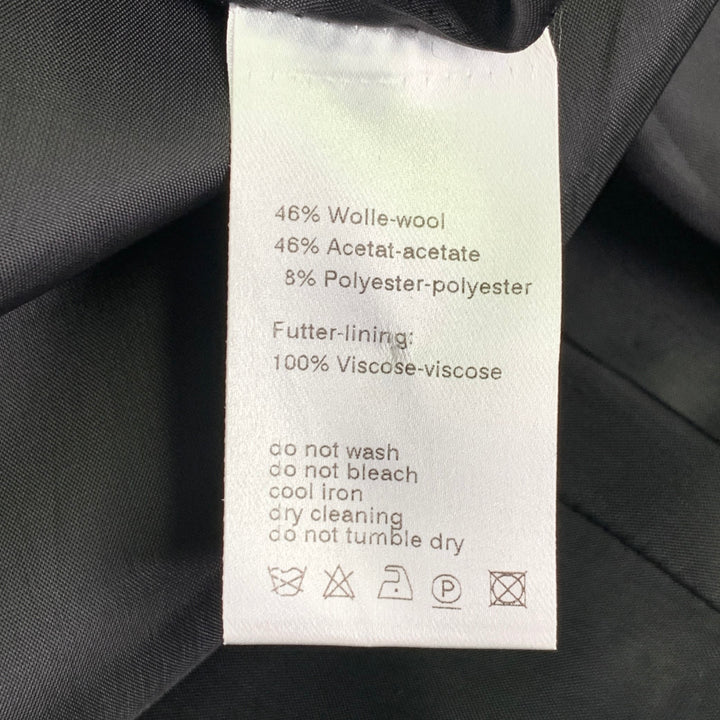 46% Wolle-wool
46% Acetat-acetate
8% Polyester-polyester
Futter-lining:
100% Viscose-viscose
do not wash
do not bleach
cool iron
dry cleaning
do not tumble dry
P